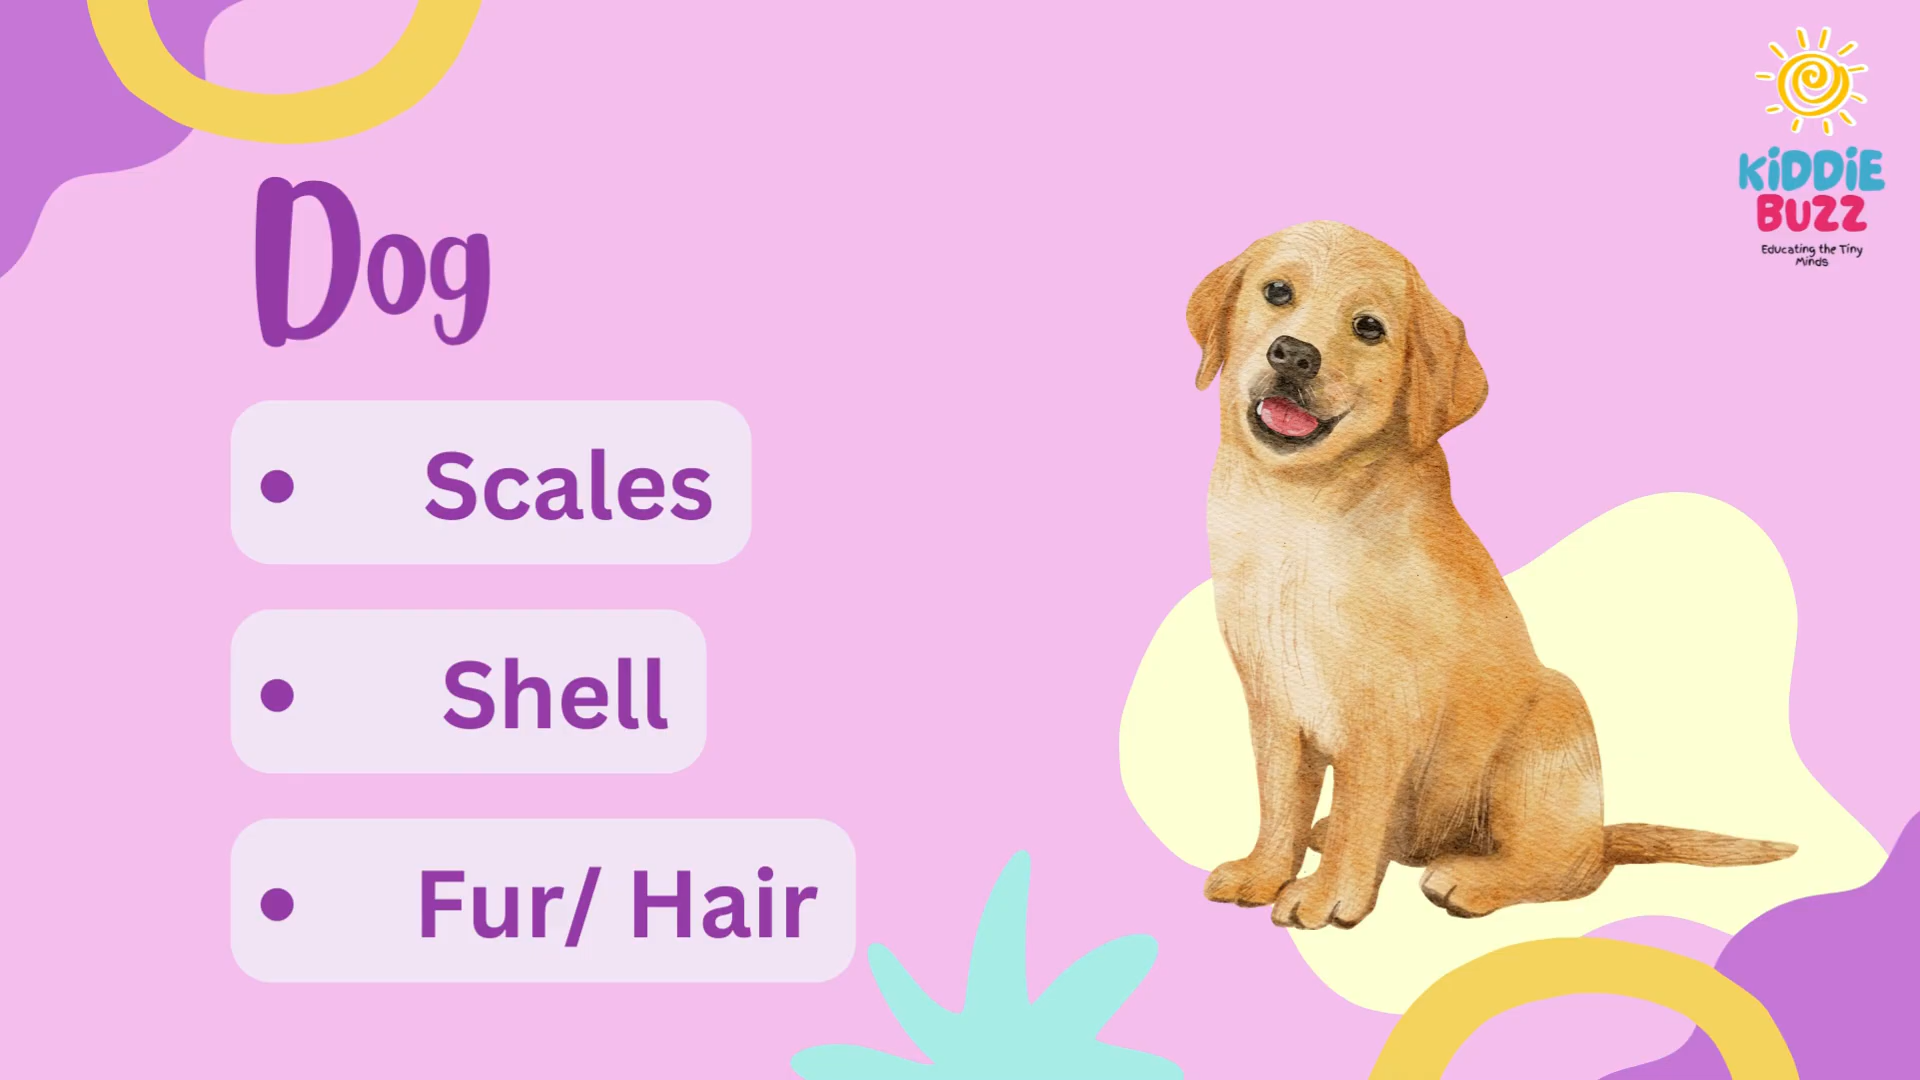 Dog
• Scales
• Shell
• Fur/ Hair
KiDDiE
BUZZ
Educating the Tiny
Minds